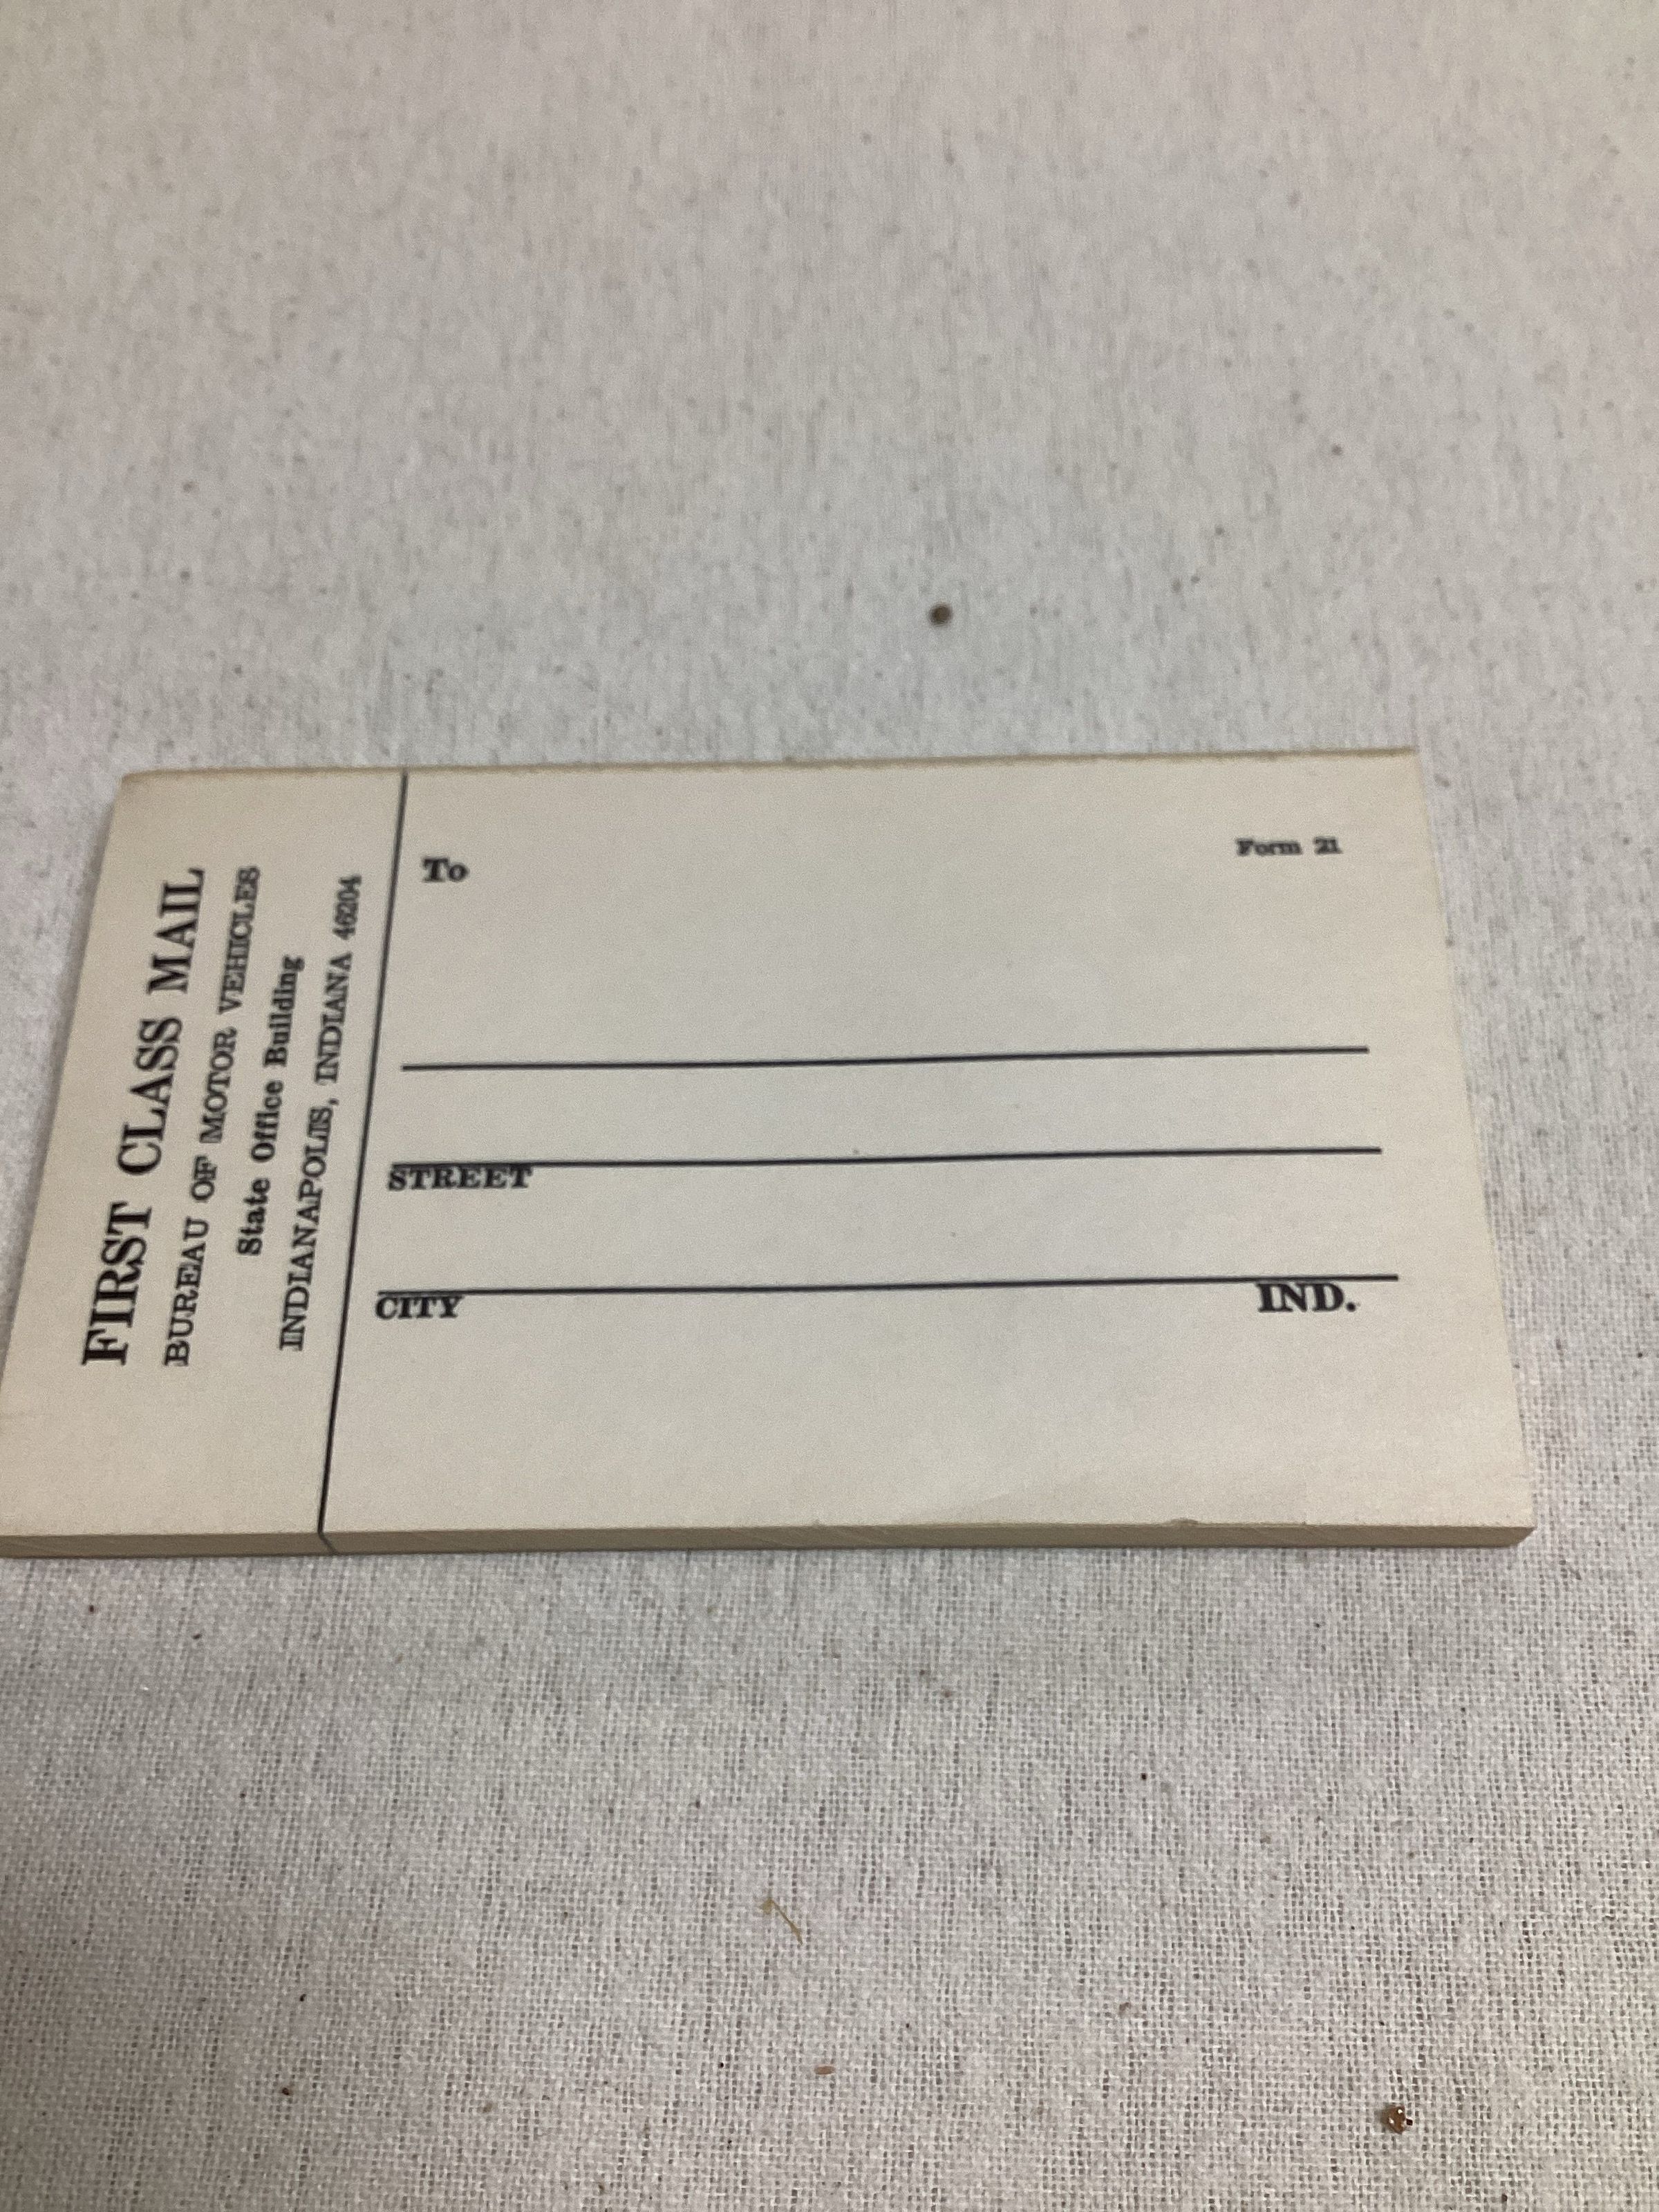 FIRST CLASS MAIL
BUREAU OF MOTOR VEHICLES
State Office Building
INDIANAPOLIS, INDIANA 46204
To
Form 21
STREET
CITY
IND.